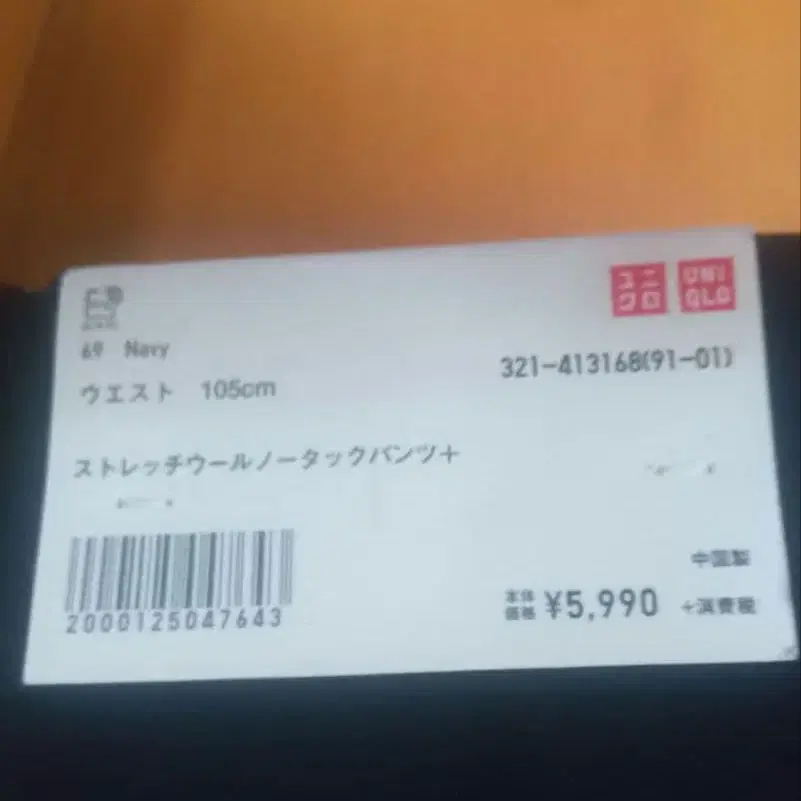 ユニクロ
UNIQLO
69 Navy
321-413168(91-01)
ウエスト 105cm
ストレッチウールノータックパンツ+
2000125047643
中国製
本体価格 ¥5,990 +消費税